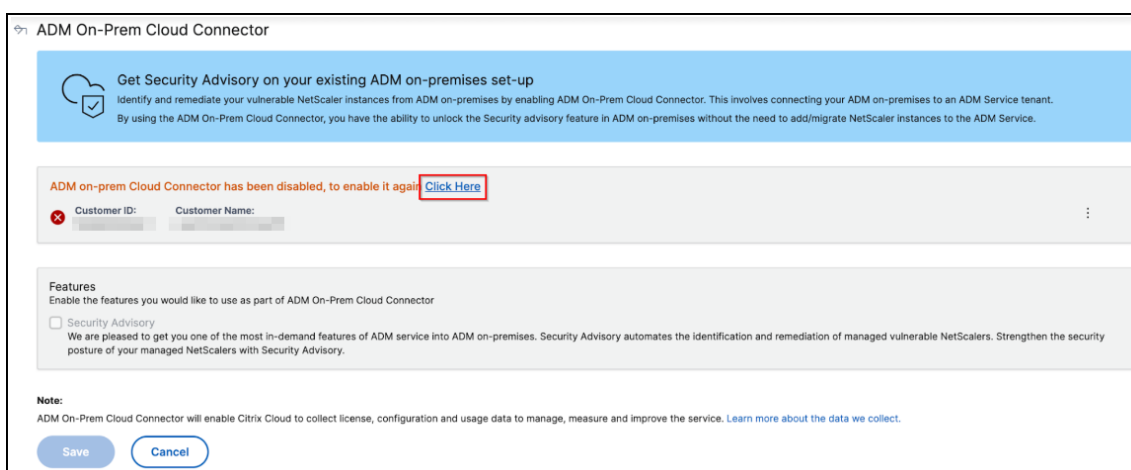 ADM On-Prem Cloud Connector
Get Security Advisory on your existing ADM on-premises set-up
Identify and remediate your vulnerable NetScaler instances from ADM on-premises by enabling ADM On-Prem Cloud Connector. This involves connecting your ADM on-premises to an ADM Service tenant.
By using the ADM On-Prem Cloud Connector, you have the ability to unlock the Security advisory feature in ADM on-premises without the need to add/migrate NetScaler instances to the ADM Service.
ADM on-prem Cloud Connector has been disabled, to enable it again Click Here
Customer ID: Customer Name:
Features
Enable the features you would like to use as part of ADM On-Prem Cloud Connector
Security Advisory
We are pleased to get you one of the most in-demand features of ADM service into ADM on-premises. Security Advisory automates the identification and remediation of managed vulnerable NetScalers. Strengthen the security
posture of your managed NetScalers with Security Advisory.
Note:
ADM On-Prem Cloud Connector will enable Citrix Cloud to collect license, configuration and usage data to manage, measure and improve the service. Learn more about the data we collect.
Save Cancel